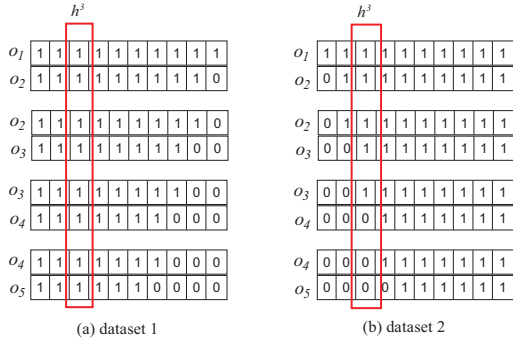 h³ h³
o₁ 1 1 1 1 1 1 1 1 1 1 o₁ 1 1 1 1 1 1 1 1 1 1
o₂ 1 1 1 1 1 1 1 1 1 0 o₂ 0 1 1 1 1 1 1 1 1 1
o₂ 1 1 1 1 1 1 1 1 1 0 o₂ 0 1 1 1 1 1 1 1 1 1
o₃ 1 1 1 1 1 1 1 1 0 0 o₃ 0 0 1 1 1 1 1 1 1 1
o₃ 1 1 1 1 1 1 1 1 0 0 o₃ 0 0 1 1 1 1 1 1 1 1
o₄ 1 1 1 1 1 1 1 0 0 0 o₄ 0 0 0 1 1 1 1 1 1 1
o₄ 1 1 1 1 1 1 1 0 0 0 o₄ 0 0 0 1 1 1 1 1 1 1
o₅ 1 1 1 1 1 1 0 0 0 0 o₅ 0 0 0 0 1 1 1 1 1 1
(a) dataset 1 (b) dataset 2